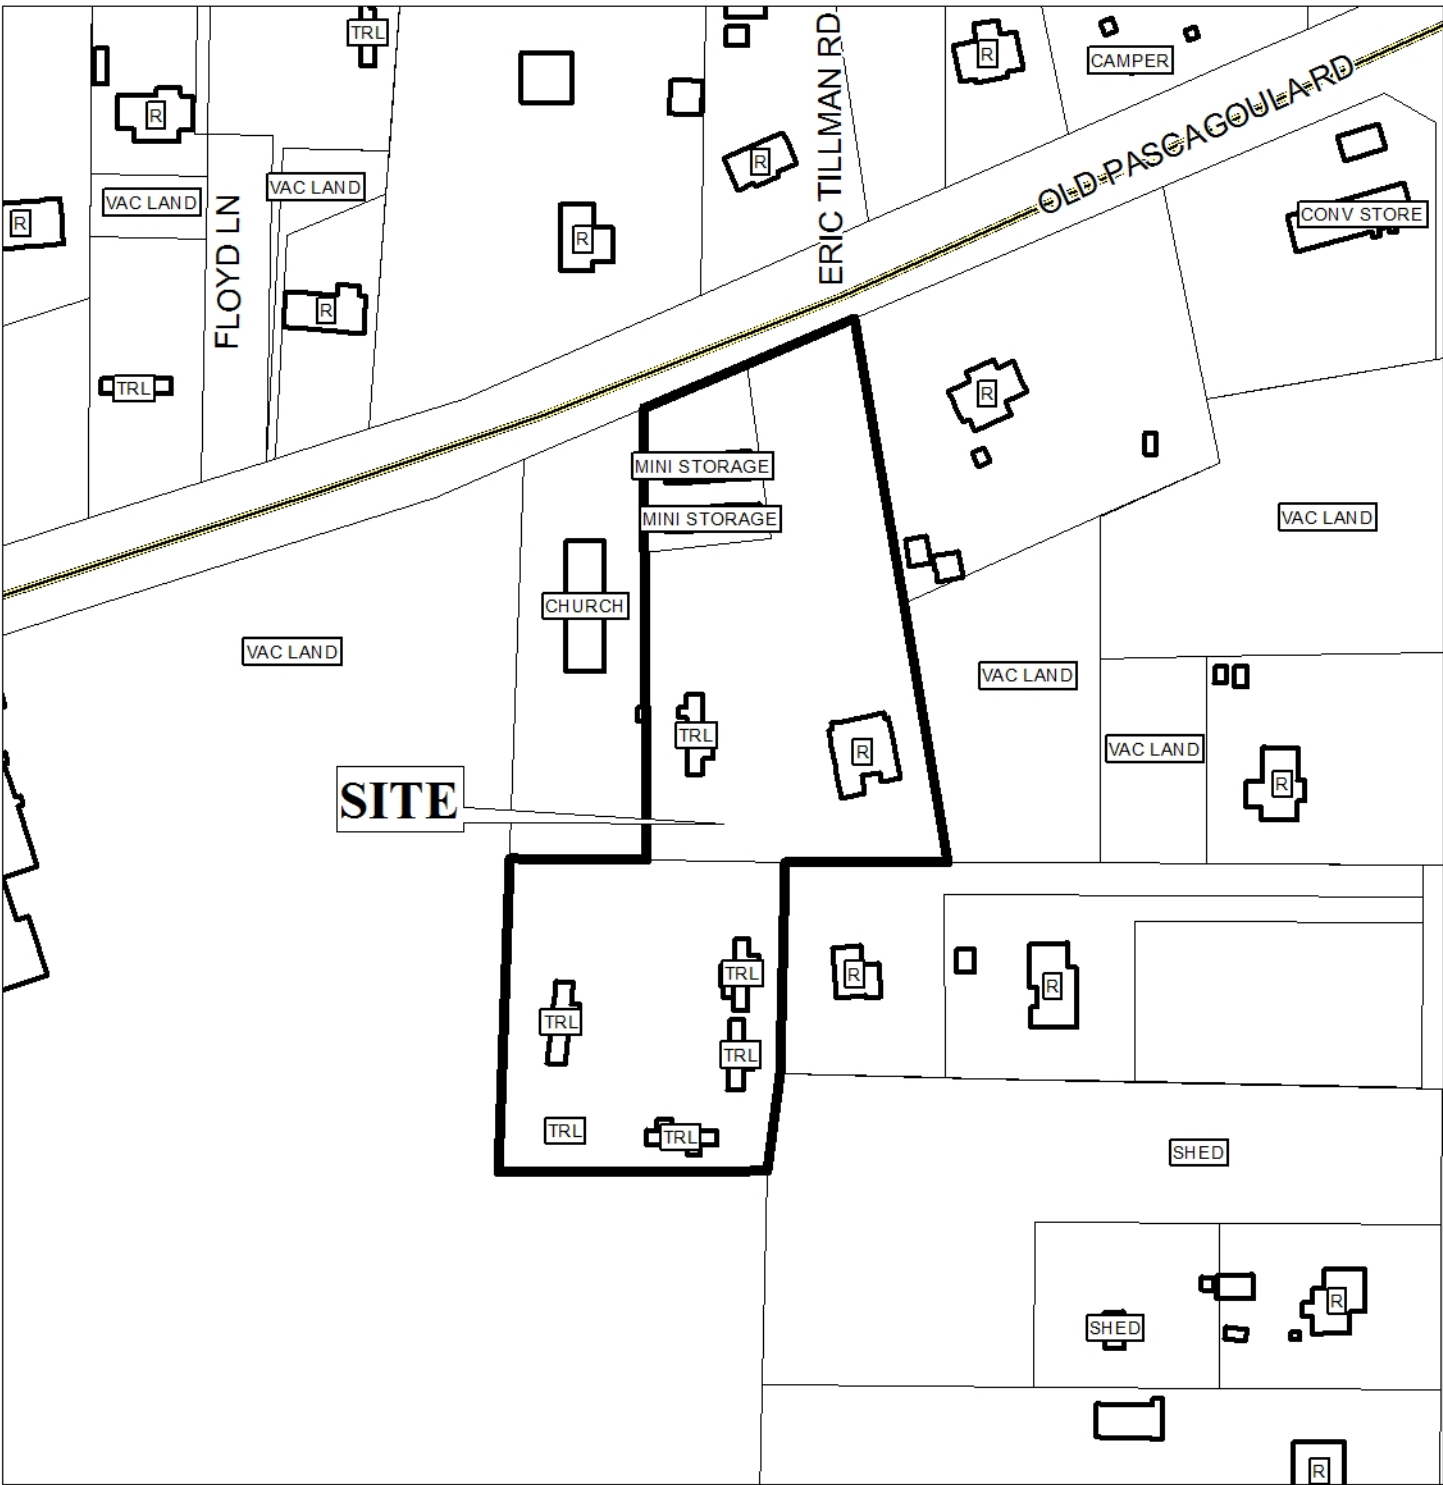 TRL
R
CAMPER
R
OLD PASCAGOULA RD
ERIC TILLMAN RD
R
VAC LAND
VAC LAND
R
FLOYD LN
R
CONV STORE
R
TRL
R
MINI STORAGE
MINI STORAGE
VAC LAND
CHURCH
VAC LAND
VAC LAND
TRL
R
VAC LAND
R
SITE
TRL
R
R
TRL
TRL
TRL
TRL
SHED
R
SHED
R
R